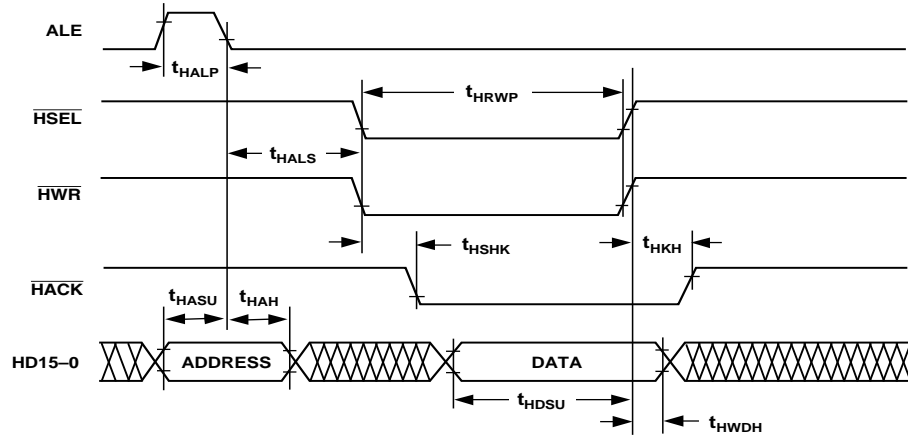 ALE
tHALP
HSEL
tHRWP
tHALS
HWR
tHSHK
tHKH
HACK
tHASU
tHAH
HD15–0
ADDRESS
DATA
tHDSU
tHWDH